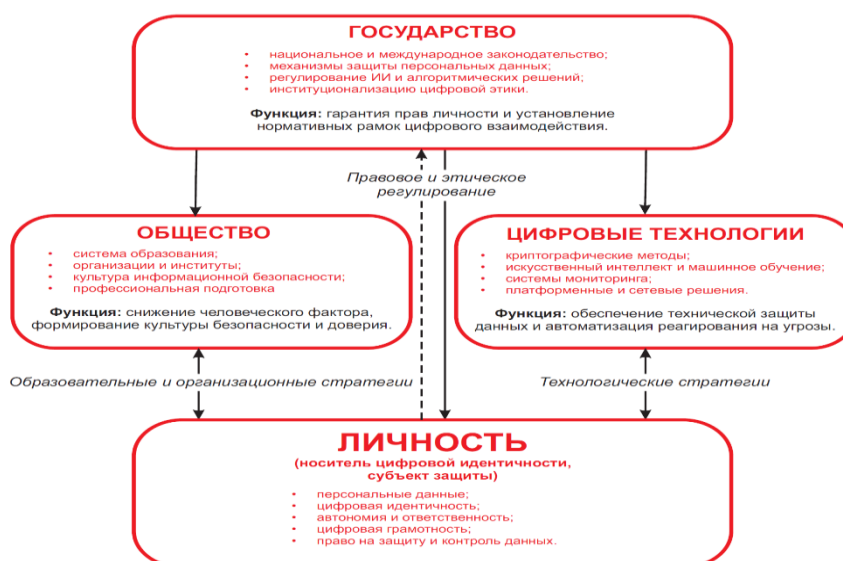 ГОСУДАРСТВО
• национальное и международное законодательство;
• механизмы защиты персональных данных;
• регулирование ИИ и алгоритмических решений;
• институционализацию цифровой этики.
Функция: гарантия прав личности и установление
нормативных рамок цифрового взаимодействия.
Правовое и этическое
регулирование
ОБЩЕСТВО
• система образования;
• организации и институты;
• культура информационной безопасности;
• профессиональная подготовка
Функция: снижение человеческого фактора,
формирование культуры безопасности и доверия.
ЦИФРОВЫЕ ТЕХНОЛОГИИ
• криптографические методы;
• искусственный интеллект и машинное обучение;
• системы мониторинга;
• платформенные и сетевые решения.
Функция: обеспечение технической защиты
данных и автоматизация реагирования на угрозы.
Образовательные и организационные стратегии
Технологические стратегии
ЛИЧНОСТЬ
(носитель цифровой идентичности,
субъект защиты)
• персональные данные;
• цифровая идентичность;
• автономия и ответственность;
• цифровая грамотность;
• право на защиту и контроль данных.